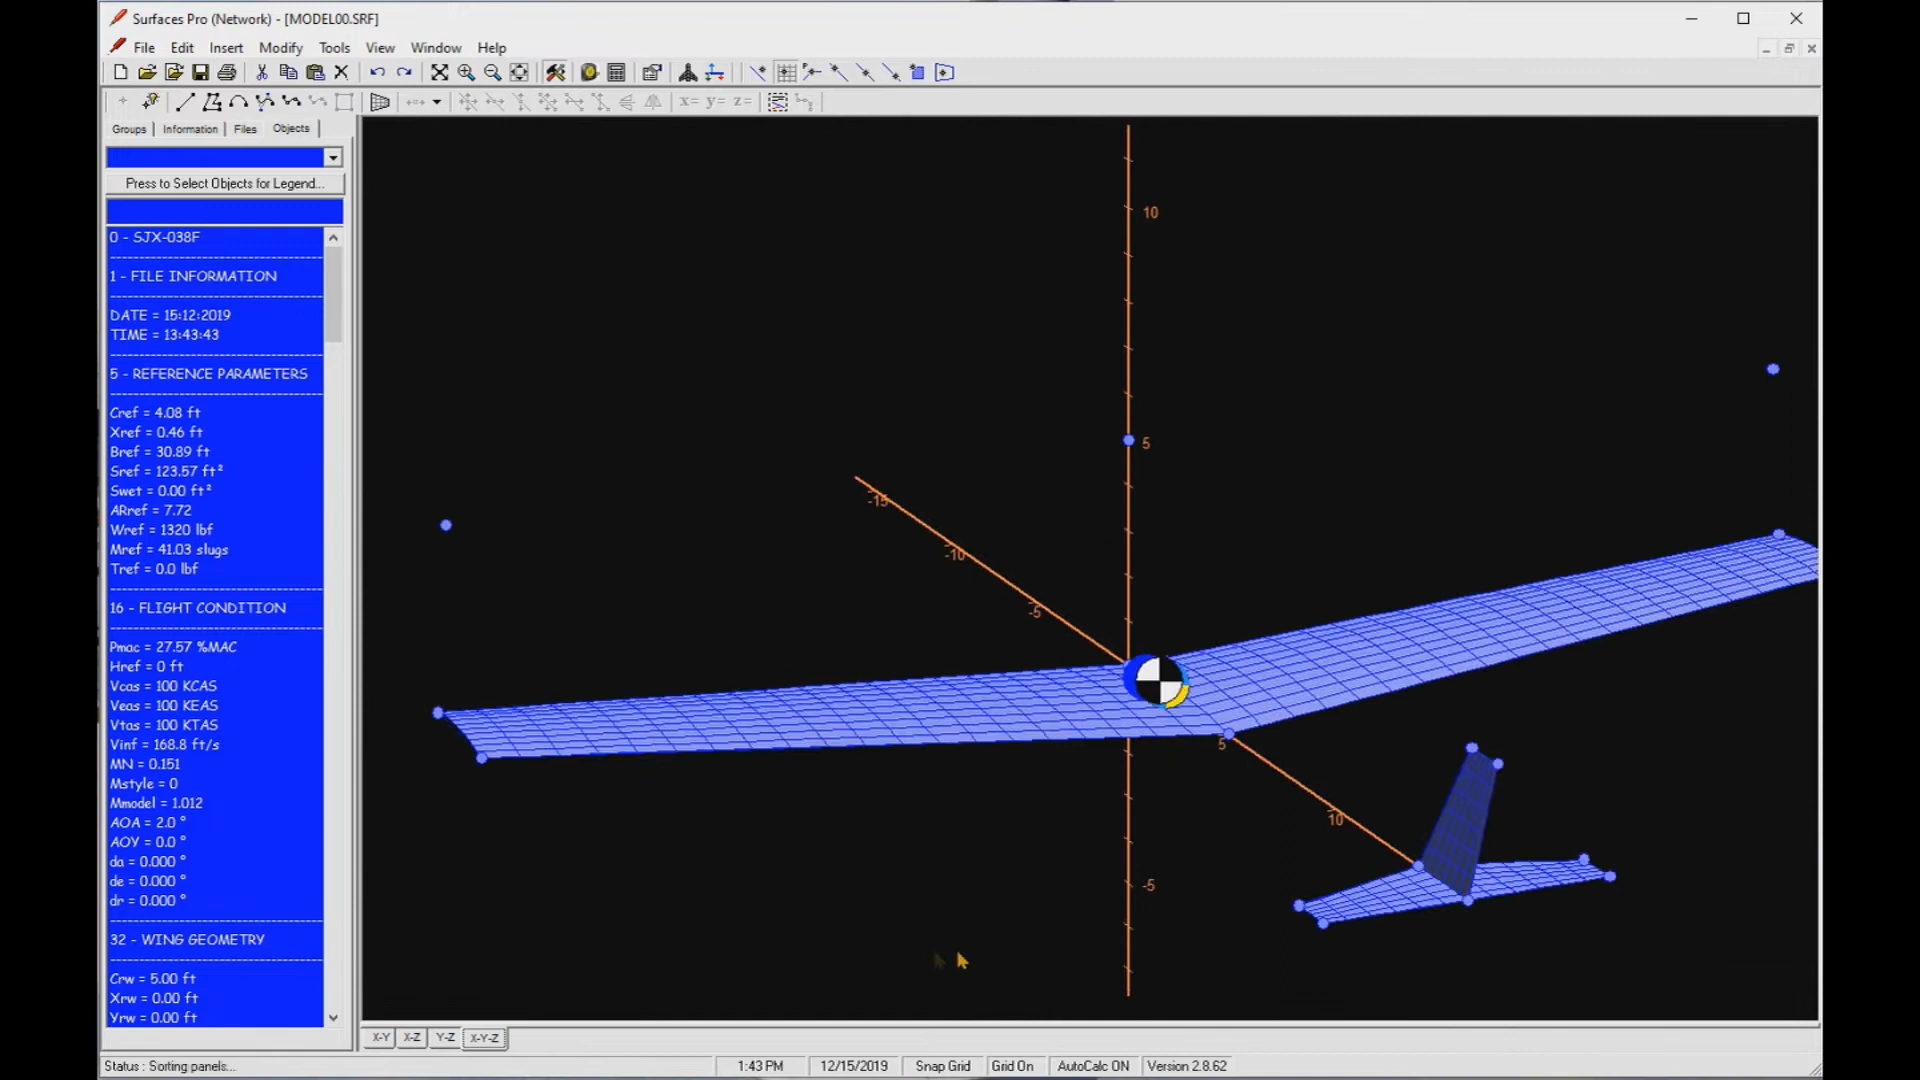 Surfaces Pro (Network) - [MODEL00.SRF]
File Edit Insert Modify Tools View Window Help
x= y= z=
Groups Information Files Objects
Press to Select Objects for Legend...
0 - SJX-038F
1 - FILE INFORMATION
DATE = 15:12:2019
TIME = 13:43:43
5 - REFERENCE PARAMETERS
Cref = 4.08 ft
Xref = 0.46 ft
Bref = 30.89 ft
Sref = 123.57 ft²
Swet = 0.00 ft²
ARref = 7.72
Wref = 1320 lbf
Mref = 41.03 slugs
Tref = 0.0 lbf
16 - FLIGHT CONDITION
Pmac = 27.57 %MAC
Href = 0 ft
Vcas = 100 KCAS
Veas = 100 KEAS
Vtas = 100 KTAS
Vinf = 168.8 ft/s
MN = 0.151
Mstyle = 0
Mmodel = 1.012
AOA = 2.0 °
AOY = 0.0 °
da = 0.000 °
de = 0.000 °
dr = 0.000 °
32 - WING GEOMETRY
Crw = 5.00 ft
Xrw = 0.00 ft
Yrw = 0.00 ft
10
5
-15
-10
-5
5
10
-5
X-Y X-Z Y-Z X-Y-Z
Status : Sorting panels... 1:43 PM 12/15/2019 Snap Grid Grid On AutoCalc ON Version 2.8.62